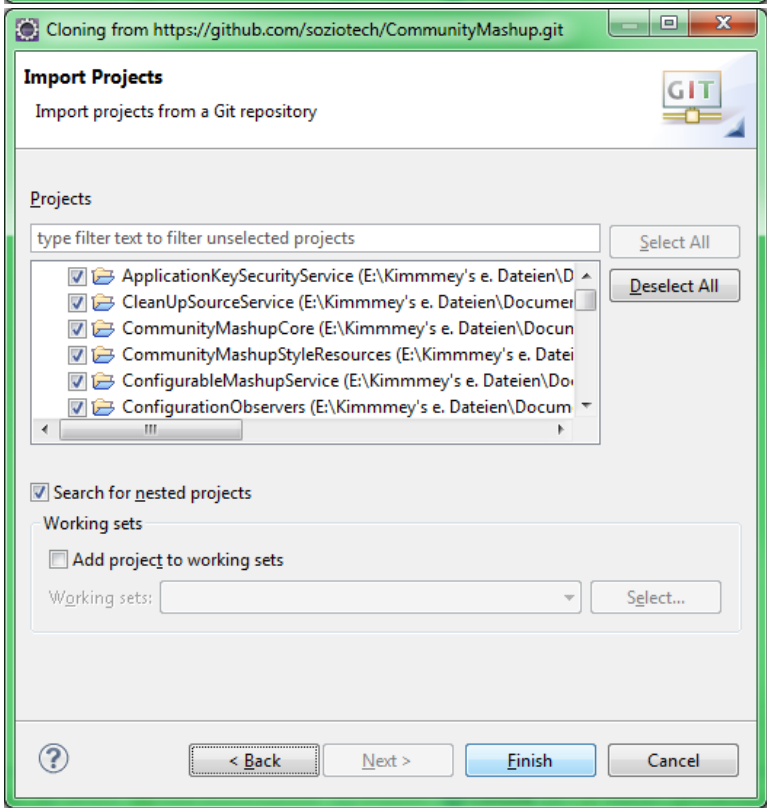 Cloning from https://github.com/soziotech/CommunityMashup.git
Import Projects
Import projects from a Git repository
GIT
Projects
type filter text to filter unselected projects
Select All
ApplicationKeySecurityService (E:\Kimmmey's e. Dateien\D
Deselect All
CleanUpSourceService (E:\Kimmmey's e. Dateien\Documer
CommunityMashupCore (E:\Kimmmey's e. Dateien\Docun
CommunityMashupStyleResources (E:\Kimmmey's e. Datei
ConfigurableMashupService (E:\Kimmmey's e. Dateien\Do
ConfigurationObservers (E:\Kimmmey's e. Dateien\Docum
Search for nested projects
Working sets
Add project to working sets
Working sets:
Select...
?
< Back
Next >
Finish
Cancel